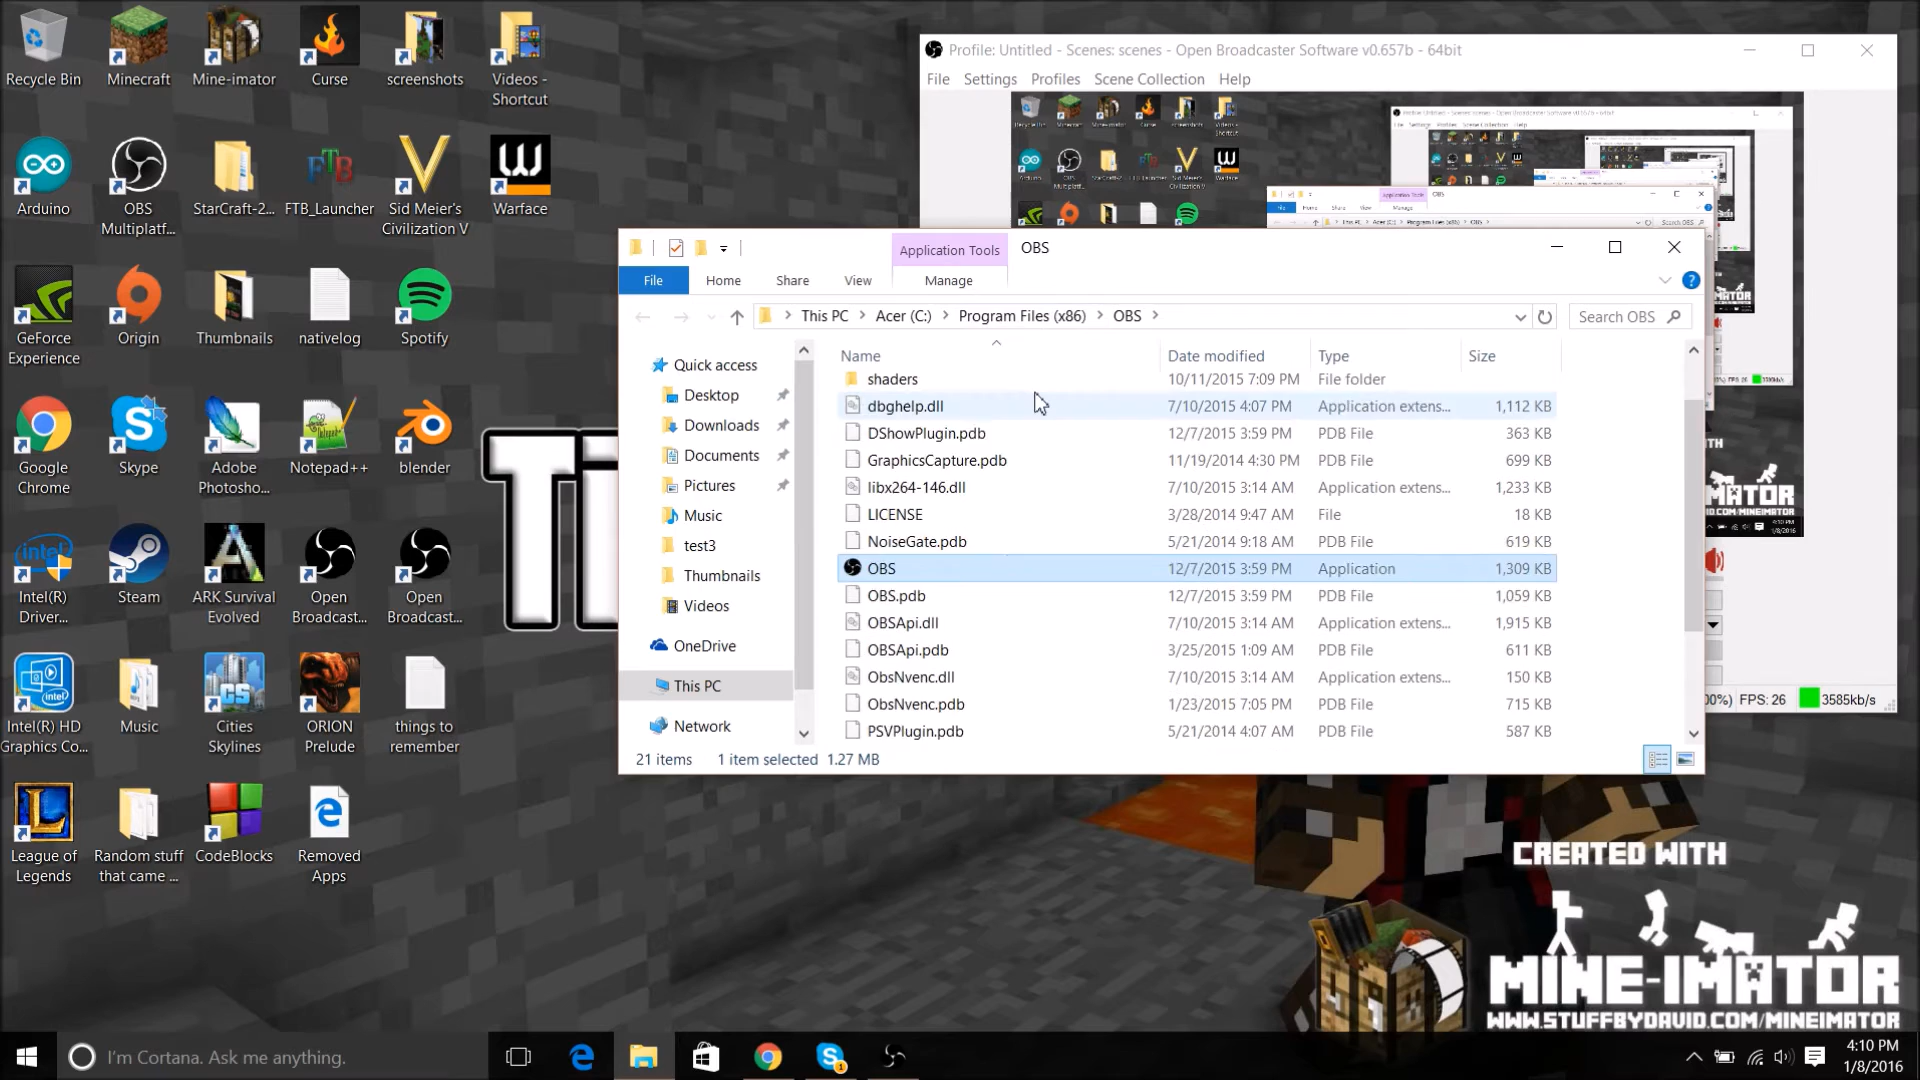 Recycle Bin
Minecraft
Mine-imator
Curse
screenshots
Videos -
Shortcut
Arduino
OBS
Multiplatf...
StarCraft-2...
FTB_Launcher
Sid Meier's
Civilization V
Warface
GeForce
Experience
Origin
Thumbnails
nativelog
Spotify
Google
Chrome
Skype
Adobe
Photosho...
Notepad++
blender
Intel(R)
Driver...
Steam
ARK Survival
Evolved
Open
Broadcast...
Open
Broadcast...
Intel(R) HD
Graphics Co...
Music
Cities
Skylines
ORION
Prelude
things to
remember
League of
Legends
Random stuff
that came ...
CodeBlocks
Removed
Apps
Profile: Untitled - Scenes: scenes - Open Broadcaster Software v0.657b - 64bit
File Settings Profiles Scene Collection Help
Application Tools OBS
File Home Share View Manage
This PC Acer (C:) Program Files (x86) OBS
Search OBS
Quick access
Desktop
Downloads
Documents
Pictures
Music
test3
Thumbnails
Videos
OneDrive
This PC
Network
Name Date modified Type Size
shaders 10/11/2015 7:09 PM File folder
dbghelp.dll 7/10/2015 4:07 PM Application extens... 1,112 KB
DShowPlugin.pdb 12/7/2015 3:59 PM PDB File 363 KB
GraphicsCapture.pdb 11/19/2014 4:30 PM PDB File 699 KB
libx264-146.dll 7/10/2015 3:14 AM Application extens... 1,233 KB
LICENSE 3/28/2014 9:47 AM File 18 KB
NoiseGate.pdb 5/21/2014 9:18 AM PDB File 619 KB
OBS 12/7/2015 3:59 PM Application 1,309 KB
OBS.pdb 12/7/2015 3:59 PM PDB File 1,059 KB
OBSApi.dll 7/10/2015 3:14 AM Application extens... 1,915 KB
OBSApi.pdb 3/25/2015 1:09 AM PDB File 611 KB
ObsNvenc.dll 7/10/2015 3:14 AM Application extens... 150 KB
ObsNvenc.pdb 1/23/2015 7:05 PM PDB File 715 KB
PSVPlugin.pdb 5/21/2014 4:07 AM PDB File 587 KB
21 items 1 item selected 1.27 MB
00%) FPS: 26 3585kb/s
CREATED WITH
MINE-IMATOR
WWW.STUFFBYDAVID.COM/MINEIMATOR
I'm Cortana. Ask me anything.
4:10 PM
1/8/2016